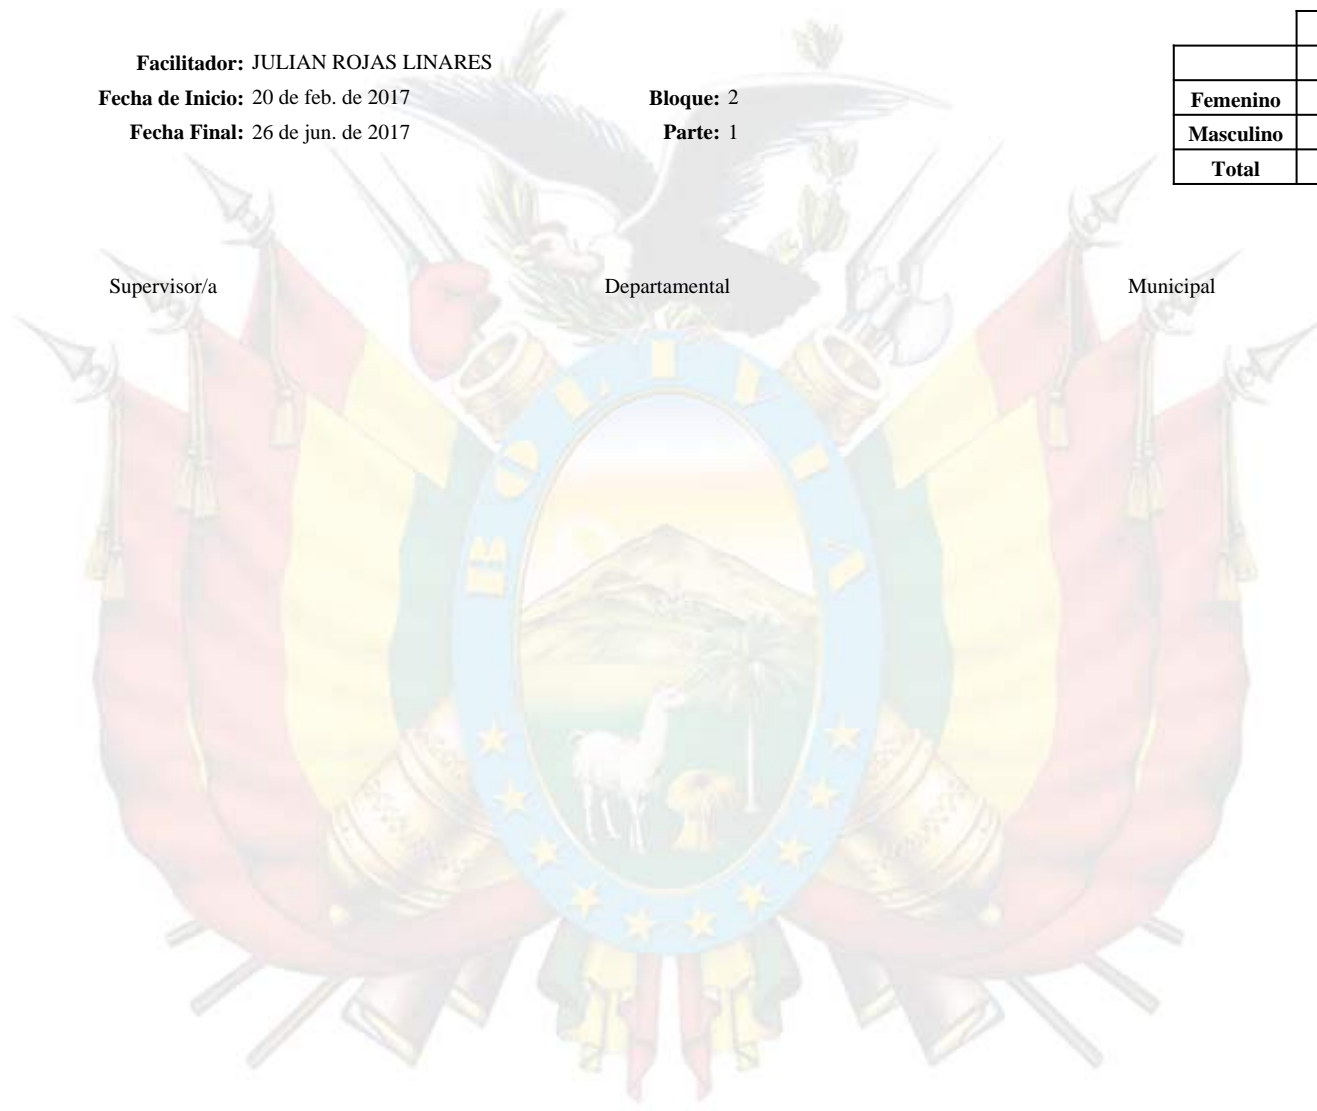 Facilitador: JULIAN ROJAS LINARES
Fecha de Inicio: 20 de feb. de 2017 Bloque: 2
Fecha Final: 26 de jun. de 2017 Parte: 1
Femenino
Masculino
Total
Supervisor/a Departamental Municipal
BOLIVIA